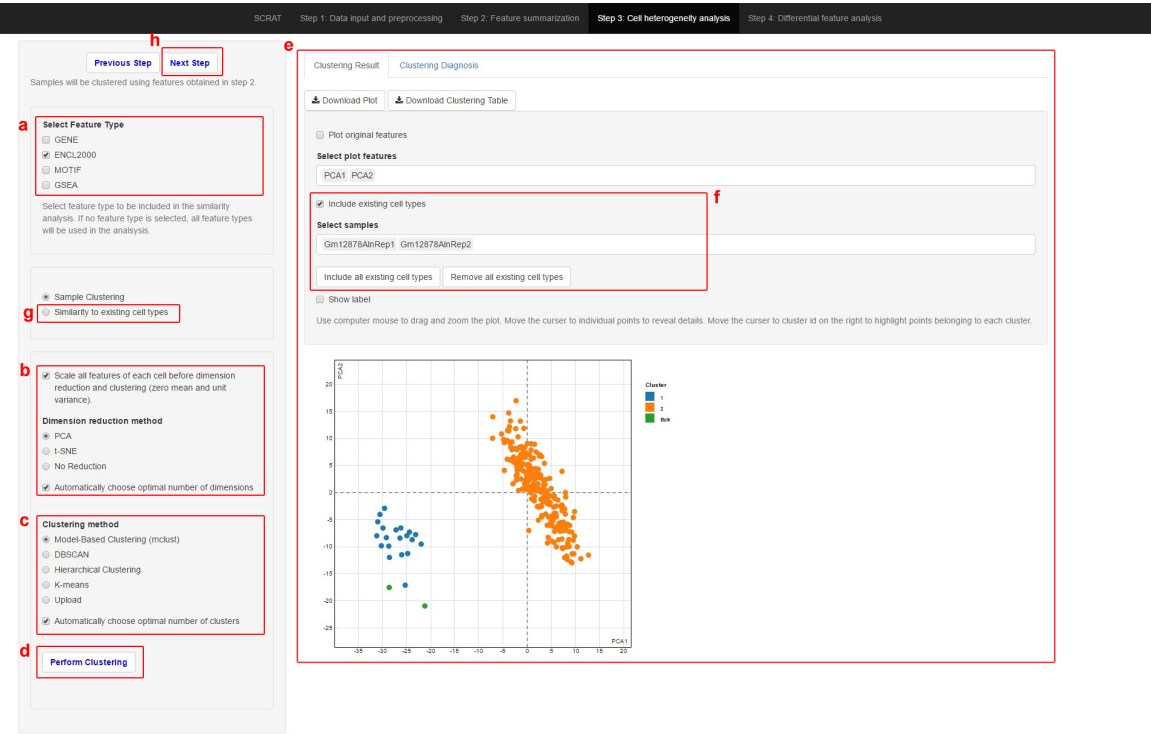 SCRAT Step 1: Data input and preprocessing Step 2: Feature summarization Step 3: Cell heterogeneity analysis Step 4: Differential feature analysis
h
Previous Step Next Step
Samples will be clustered using features obtained in step 2.
a
Select Feature Type
GENE
ENCL2000
MOTIF
GSEA
Select feature type to be included in the similarity
analysis. If no feature type is selected, all feature types
will be used in the analsysis.
Sample Clustering
g
Similarity to existing cell types
b
Scale all features of each cell before dimension
reduction and clustering (zero mean and unit
variance).
Dimension reduction method
PCA
t-SNE
No Reduction
Automatically choose optimal number of dimensions
c
Clustering method
Model-Based Clustering (mclust)
DBSCAN
Hierarchical Clustering
K-means
Upload
Automatically choose optimal number of clusters
d
Perform Clustering
e
Clustering Result Clustering Diagnosis
Download Plot Download Clustering Table
Plot original features
Select plot features
PCA1 PCA2
f
Include existing cell types
Select samples
Gm12878AlnRep1 Gm12878AlnRep2
Include all existing cell types Remove all existing cell types
Show label
Use computer mouse to drag and zoom the plot. Move the curser to individual points to reveal details. Move the curser to cluster id on the right to highlight points belonging to each cluster.
PCA2
20
15
10
5
0
-5
-10
-15
-20
-25
PCA1
-35 -30 -25 -20 -15 -10 -5 0 5 10 15 20
Cluster
1
2
Bulk